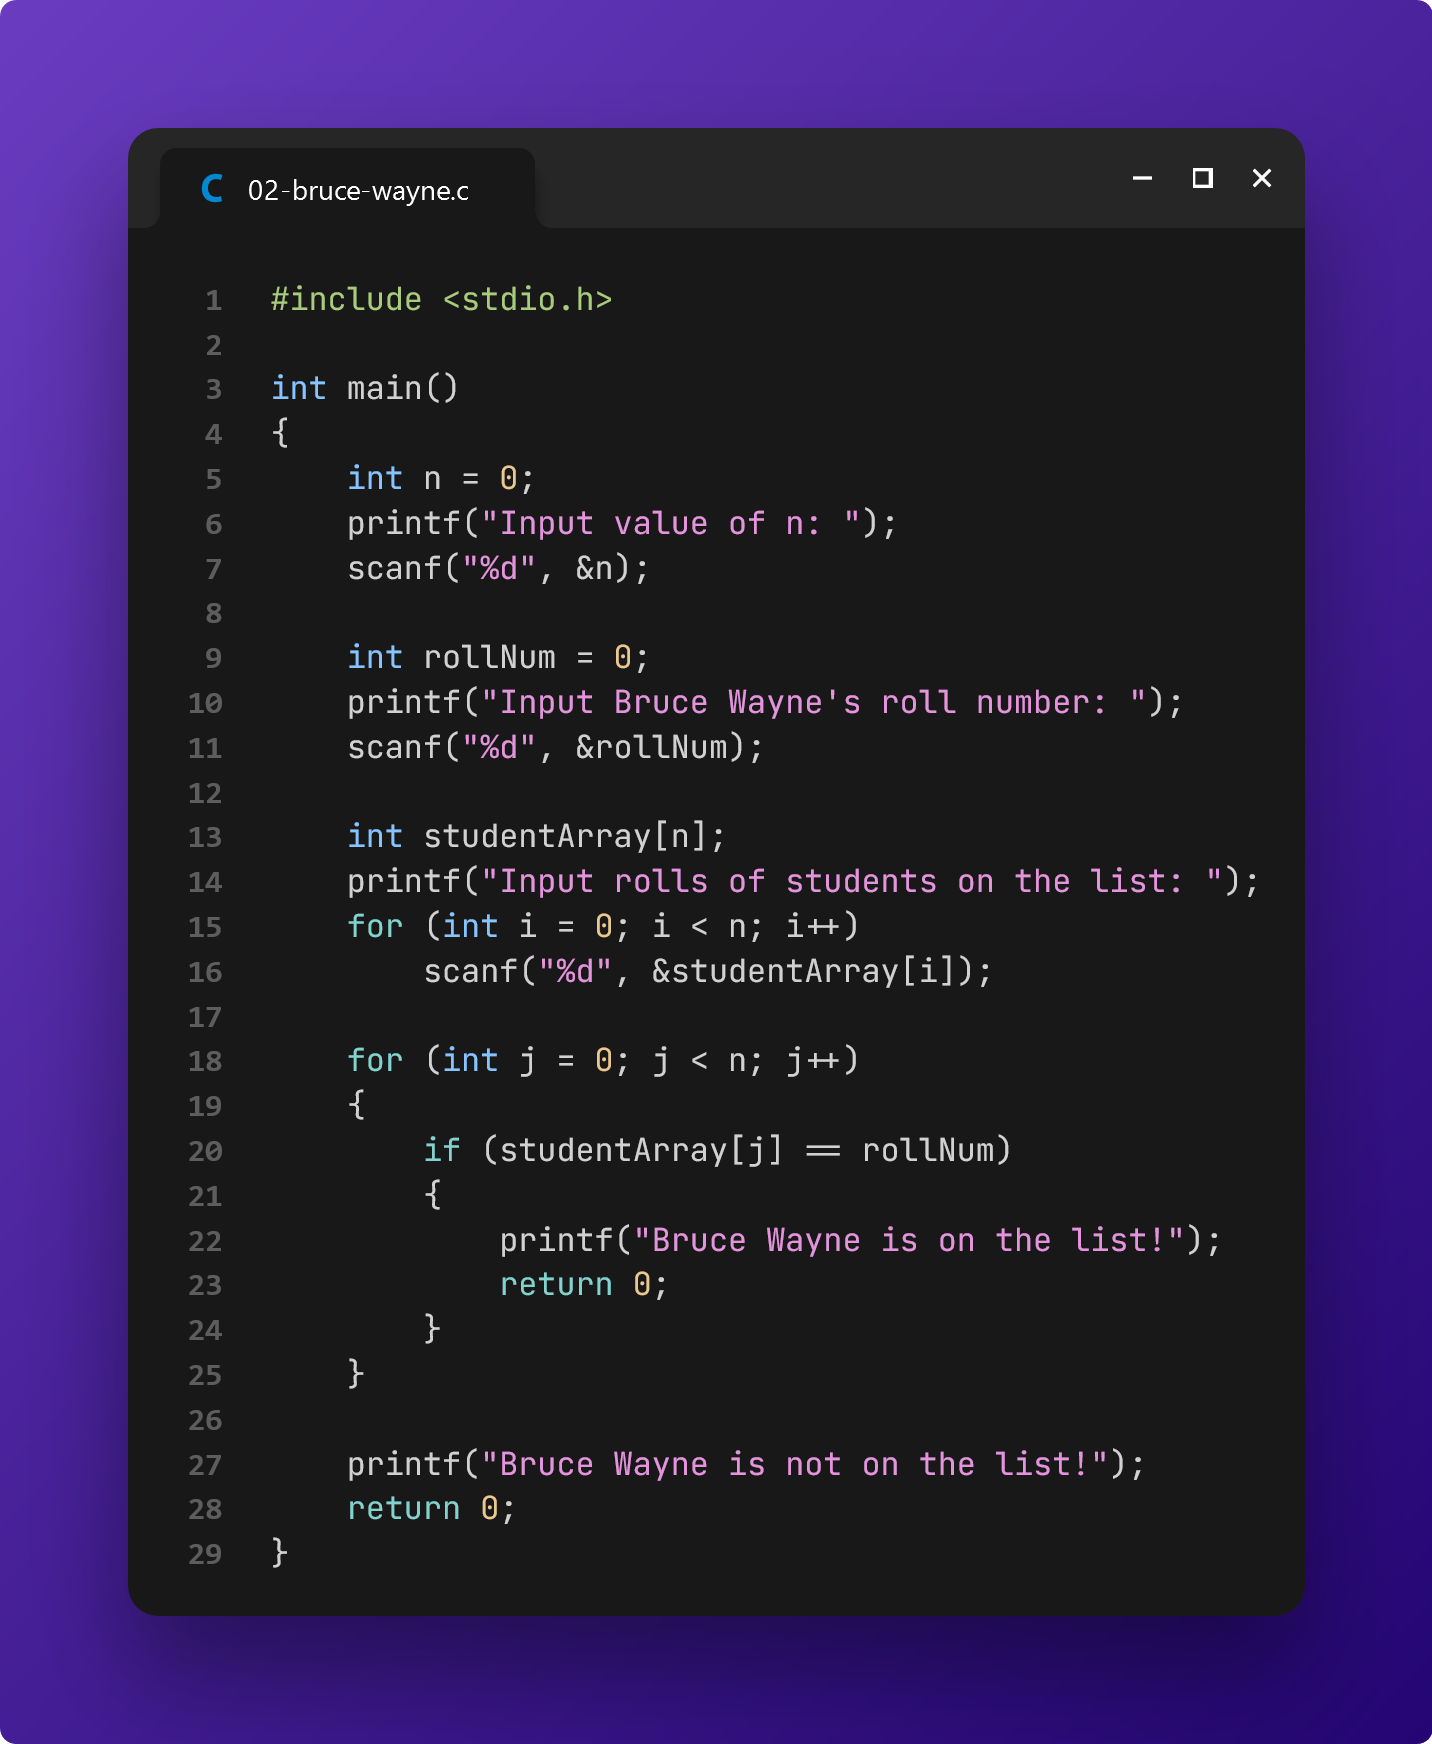 C 02-bruce-wayne.c
1 #include <stdio.h>
2
3 int main()
4 {
5     int n = 0;
6     printf("Input value of n: ");
7     scanf("%d", &n);
8
9     int rollNum = 0;
10     printf("Input Bruce Wayne's roll number: ");
11     scanf("%d", &rollNum);
12
13     int studentArray[n];
14     printf("Input rolls of students on the list: ");
15     for (int i = 0; i < n; i++)
16         scanf("%d", &studentArray[i]);
17
18     for (int j = 0; j < n; j++)
19     {
20         if (studentArray[j] == rollNum)
21         {
22             printf("Bruce Wayne is on the list!");
23             return 0;
24         }
25     }
26
27     printf("Bruce Wayne is not on the list!");
28     return 0;
29 }